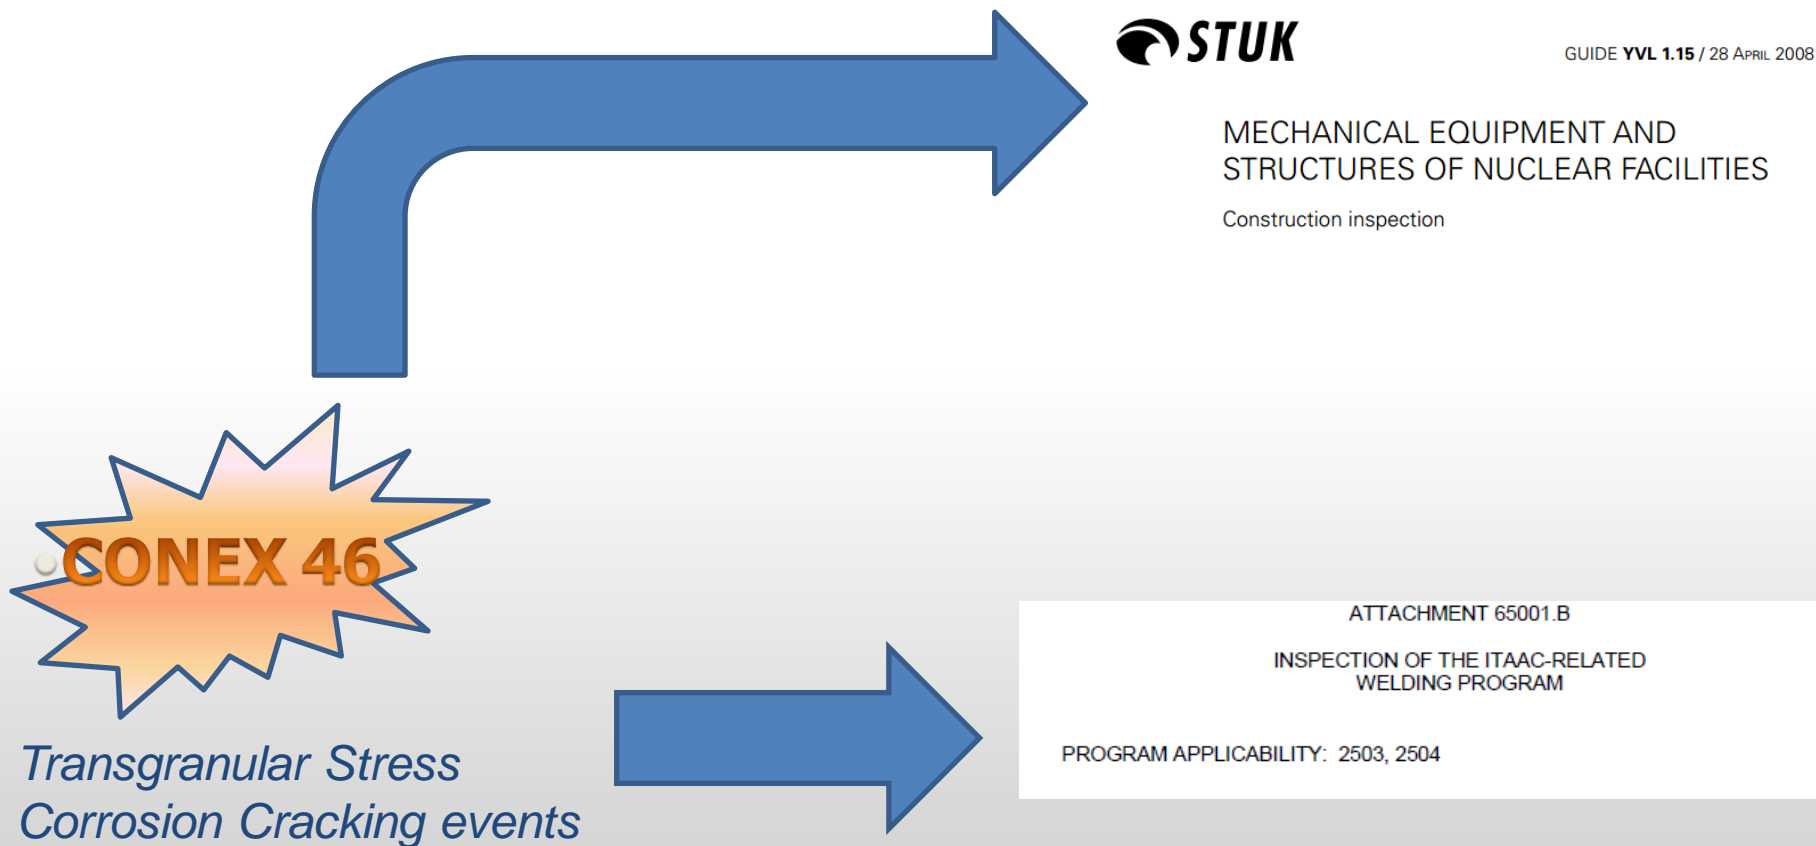 STUK
GUIDE YVL 1.15 / 28 APRIL 2008
MECHANICAL EQUIPMENT AND
STRUCTURES OF NUCLEAR FACILITIES
Construction inspection
• CONEX 46
Transgranular Stress
Corrosion Cracking events
ATTACHMENT 65001.B
INSPECTION OF THE ITAAC-RELATED
WELDING PROGRAM
PROGRAM APPLICABILITY: 2503, 2504